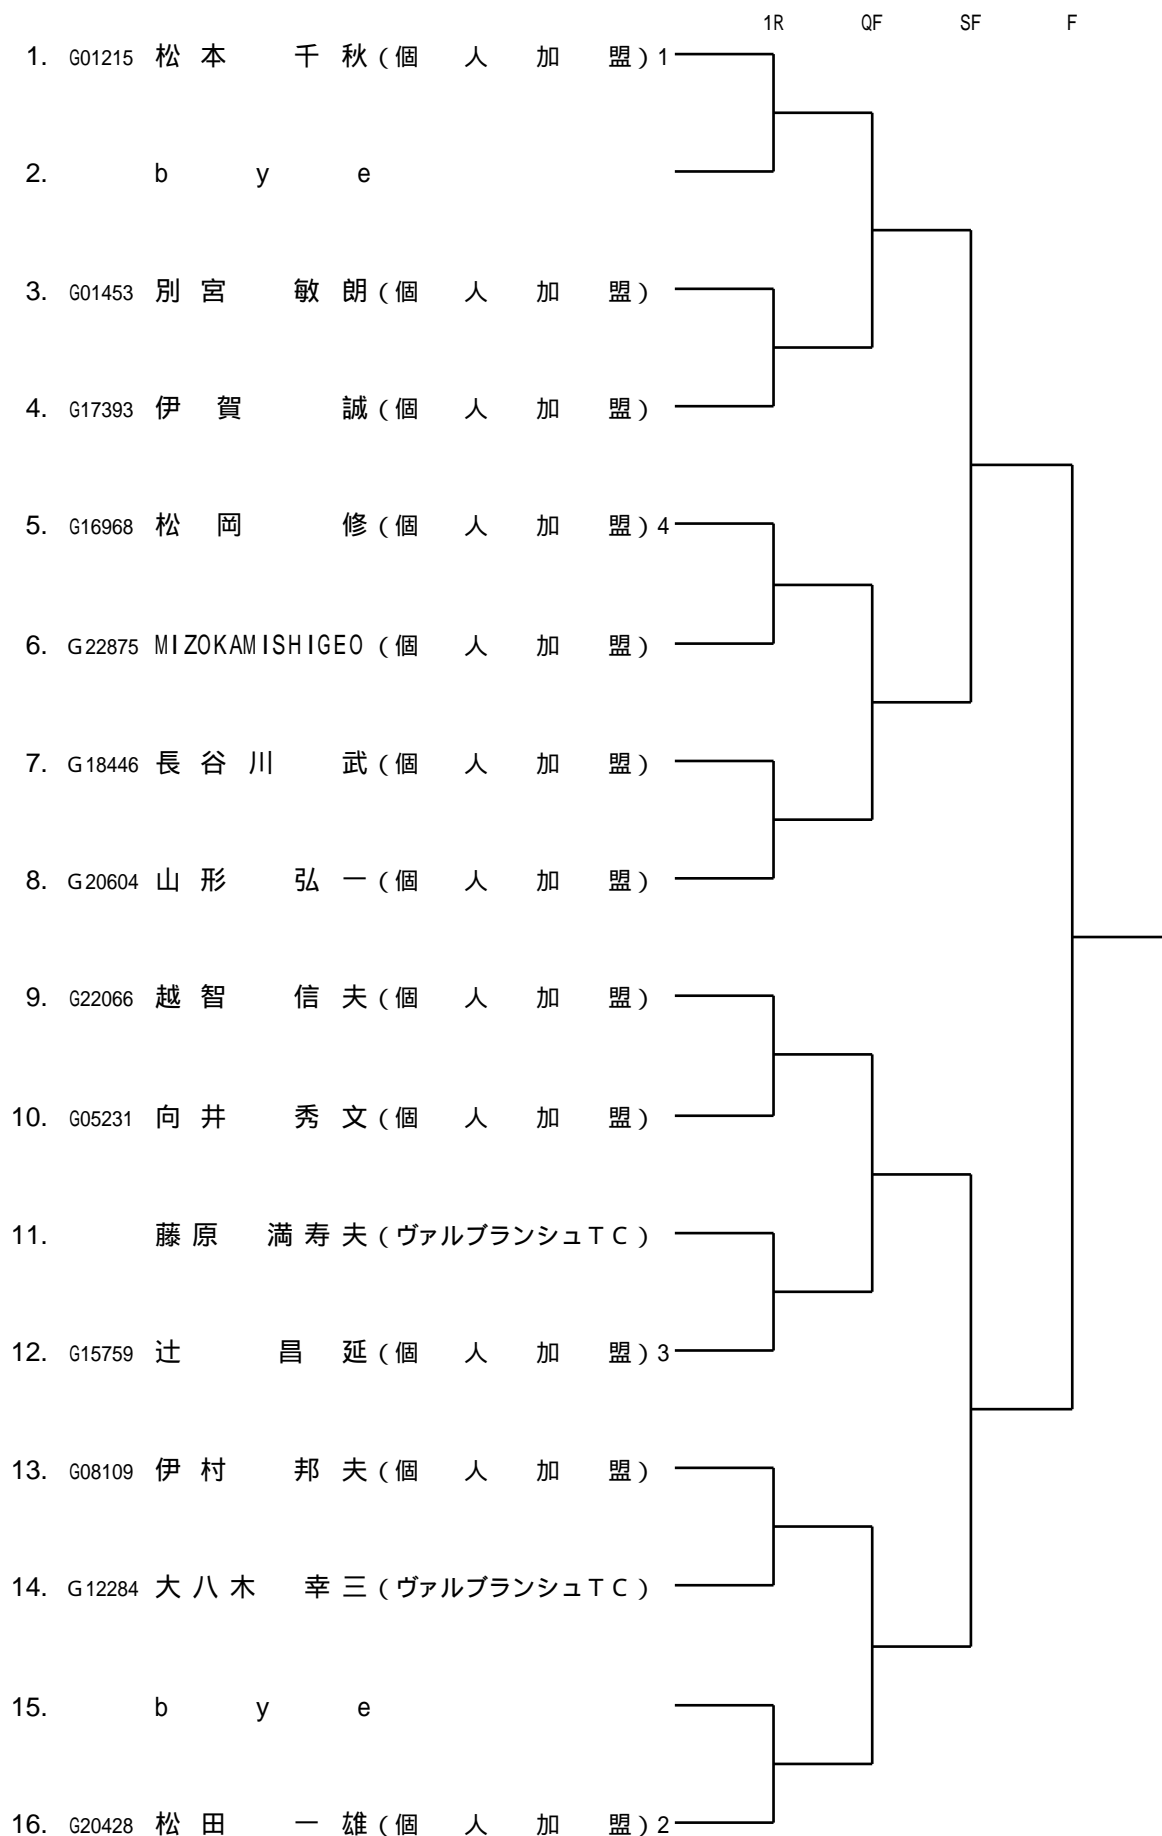 1R QF SF F
1. G01215 松本 千秋(個人加盟)1
2. bye
3. G01453 別宮 敏朗(個人加盟)
4. G17393 伊賀 誠(個人加盟)
5. G16968 松岡 修(個人加盟)4
6. G22875 MIZOKAMISHIGEO (個人加盟)
7. G18446 長谷川 武(個人加盟)
8. G20604 山形 弘一(個人加盟)
9. G22066 越智 信夫(個人加盟)
10. G05231 向井 秀文(個人加盟)
11. 藤原 満寿夫(ヴァルブランシュTC)
12. G15759 辻 昌延(個人加盟)3
13. G08109 伊村 邦夫(個人加盟)
14. G12284 大八木 幸三(ヴァルブランシュTC)
15. bye
16. G20428 松田 一雄(個人加盟)2